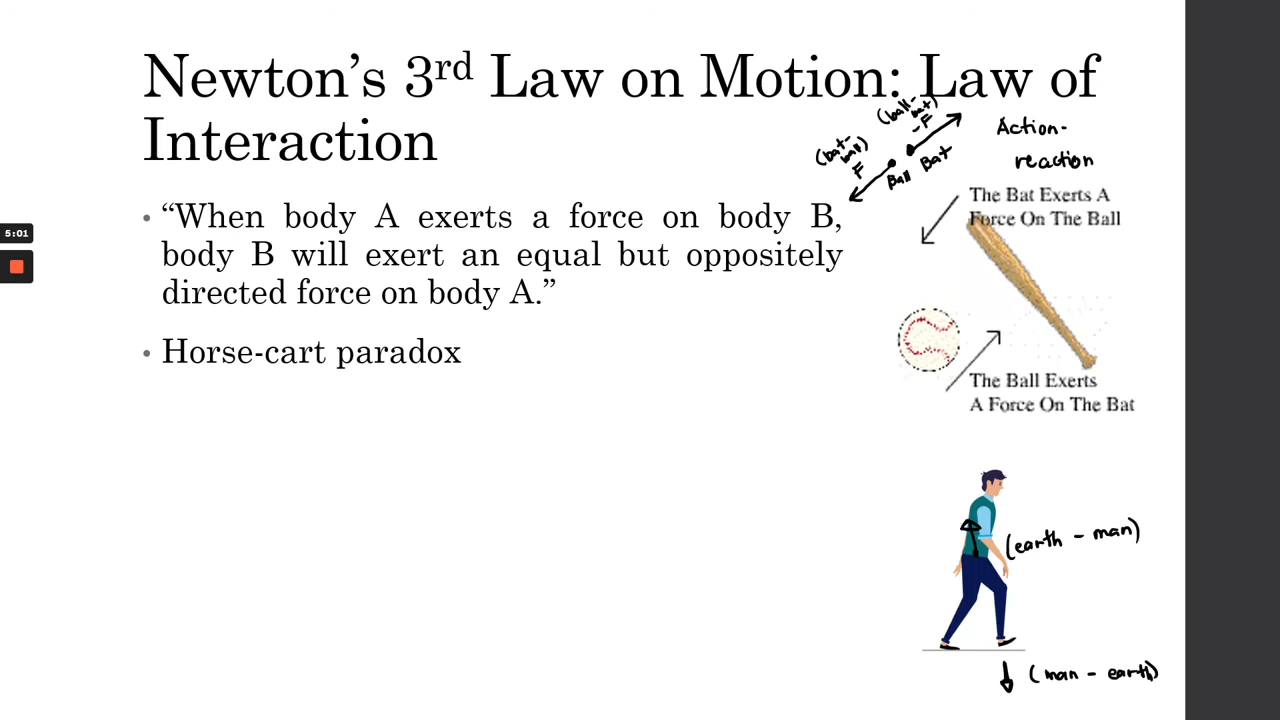 Newton’s 3rd Law on Motion: Law of
Interaction
• “When body A exerts a force on body B,
body B will exert an equal but oppositely
directed force on body A.”
• Horse-cart paradox
5:01
(ball-
bat)
-F
(bat-
ball)
F
Ball Bat
Action-
reaction
The Bat Exerts A
Force On The Ball
The Ball Exerts
A Force On The Bat
(earth - man)
(man - earth)